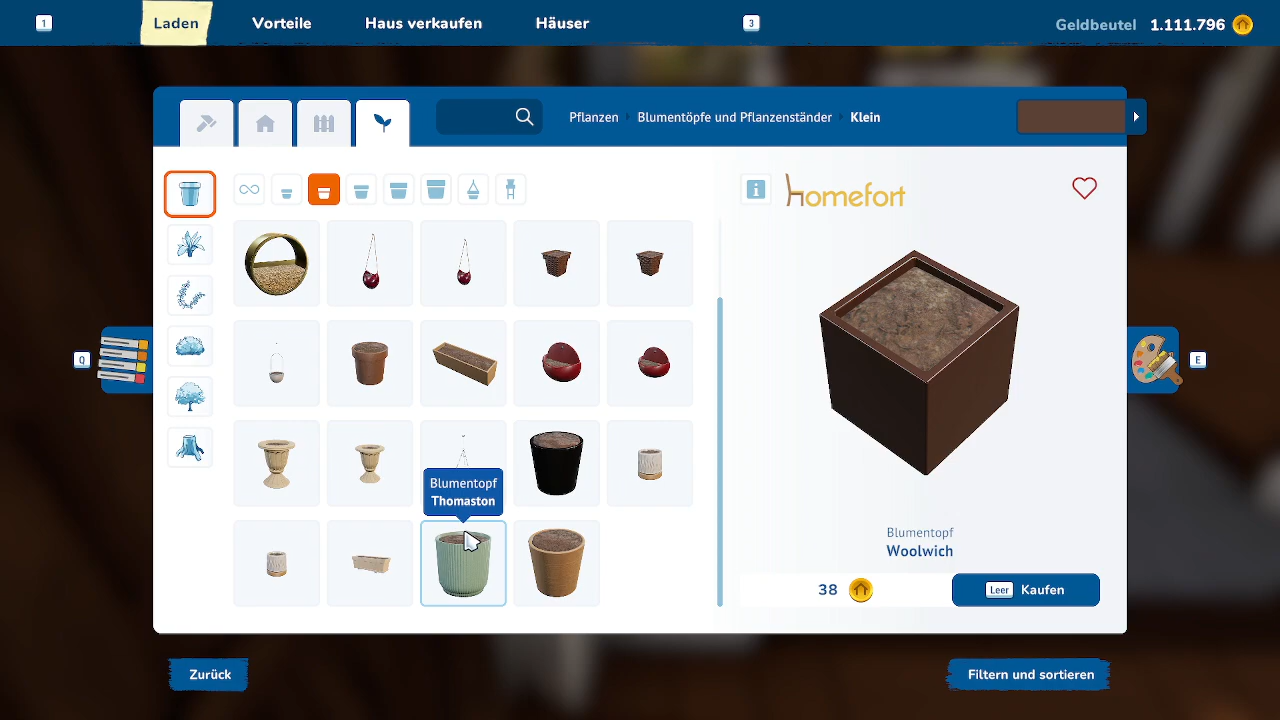 1
Laden
Vorteile
Haus verkaufen
Häuser
3
Geldbeutel 1.111.796
Pflanzen
Blumentöpfe und Pflanzenständer
Klein
homefort
Q
E
Blumentopf
Thomaston
Blumentopf
Woolwich
38
Leer Kaufen
Zurück
Filtern und sortieren